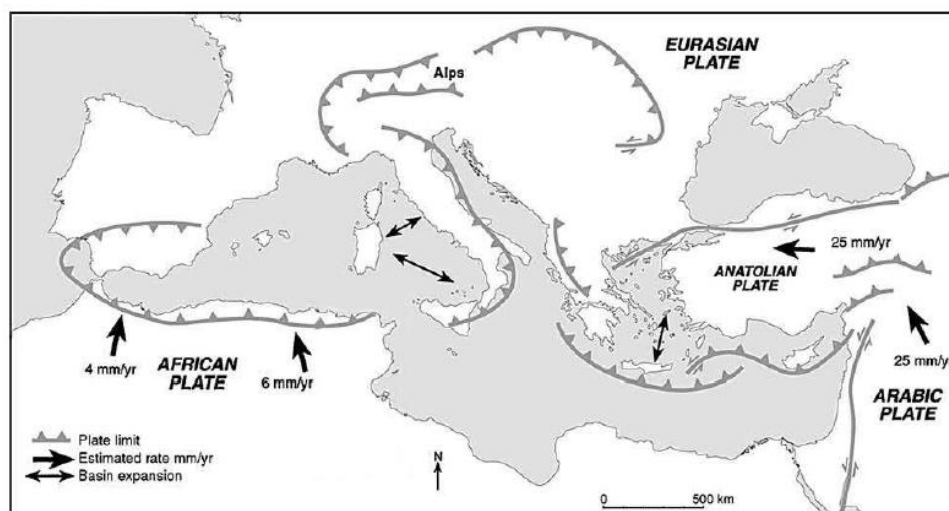 EURASIAN
PLATE
Alps
25 mm/yr
ANATOLIAN
PLATE
4 mm/yr
AFRICAN
PLATE
6 mm/yr
25 mm/yr
ARABIC
PLATE
Plate limit
Estimated rate mm/yr
Basin expansion
N
0 500 km